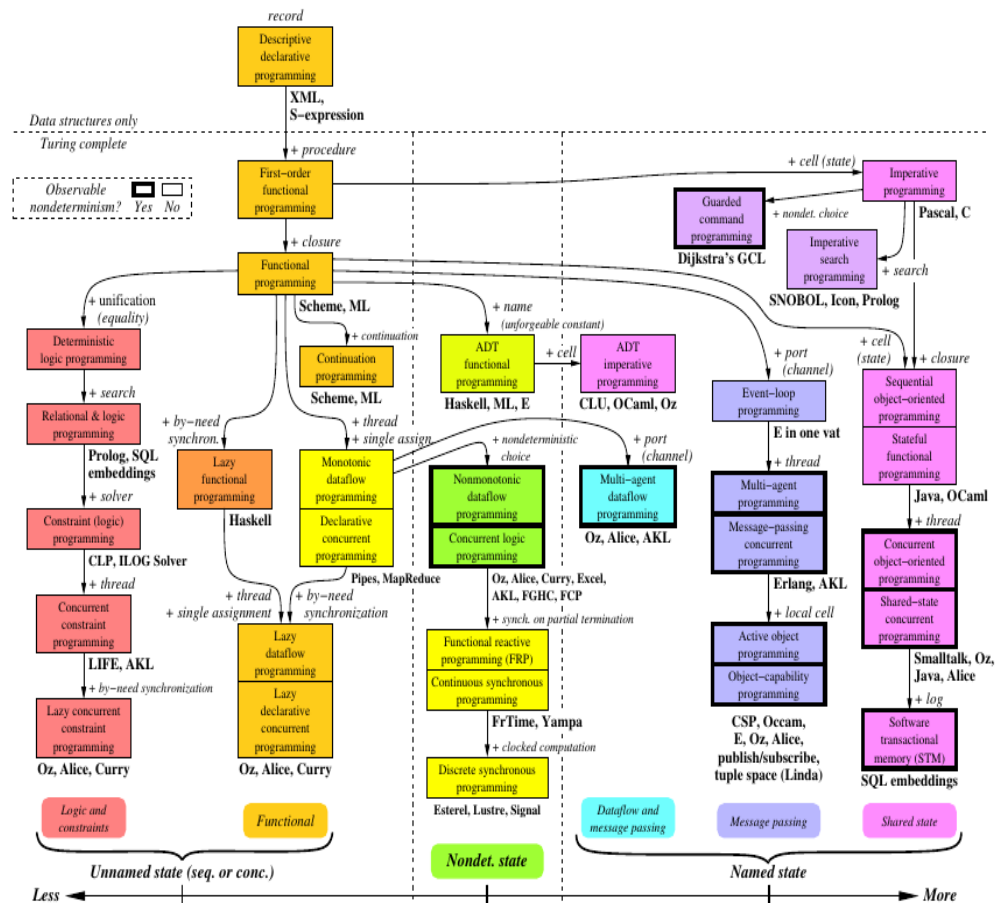 record
Descriptive
declarative
programming
XML,
S−expression
Data structures only
Turing complete
+ procedure
Observable
nondeterminism?
Yes
No
First−order
functional
programming
+ cell (state)
Imperative
programming
Pascal, C
+ nondet. choice
Guarded
command
programming
Dijkstra's GCL
Imperative
search
programming
+ search
SNOBOL, Icon, Prolog
+ closure
Functional
programming
Scheme, ML
+ unification
(equality)
Deterministic
logic programming
+ search
Relational & logic
programming
Prolog, SQL
embeddings
+ solver
Constraint (logic)
programming
CLP, ILOG Solver
+ thread
Concurrent
constraint
programming
LIFE, AKL
+ by−need synchronization
Lazy concurrent
constraint
programming
Oz, Alice, Curry
+ continuation
Continuation
programming
Scheme, ML
+ by−need
synchron.
Lazy
functional
programming
Haskell
+ thread
+ single assignment
+ thread
+ single assign.
Monotonic
dataflow
programming
Declarative
concurrent
programming
Pipes, MapReduce
+ by−need
synchronization
Lazy
dataflow
programming
Lazy
declarative
concurrent
programming
Oz, Alice, Curry
+ name
(unforgeable constant)
ADT
functional
programming
Haskell, ML, E
+ cell
ADT
imperative
programming
CLU, OCaml, Oz
+ nondeterministic
choice
Nonmonotonic
dataflow
programming
Concurrent logic
programming
Oz, Alice, Curry, Excel,
AKL, FGHC, FCP
+ synch. on partial termination
Functional reactive
programming (FRP)
Continuous synchronous
programming
FrTime, Yampa
+ clocked computation
Discrete synchronous
programming
Esterel, Lustre, Signal
+ port
(channel)
Multi−agent
dataflow
programming
Oz, Alice, AKL
+ port
(channel)
Event−loop
programming
E in one vat
+ thread
Multi−agent
programming
Message−passing
concurrent
programming
Erlang, AKL
+ local cell
Active object
programming
Object−capability
programming
CSP, Occam,
E, Oz, Alice,
publish/subscribe,
tuple space (Linda)
+ cell
(state)
+ closure
Sequential
object−oriented
programming
Stateful
functional
programming
Java, OCaml
+ thread
Concurrent
object−oriented
programming
Shared−state
concurrent
programming
Smalltalk, Oz,
Java, Alice
+ log
Software
transactional
memory (STM)
SQL embeddings
Logic and
constraints
Functional
Dataflow and
message passing
Message passing
Shared state
Unnamed state (seq. or conc.)
Nondet. state
Named state
Less
More